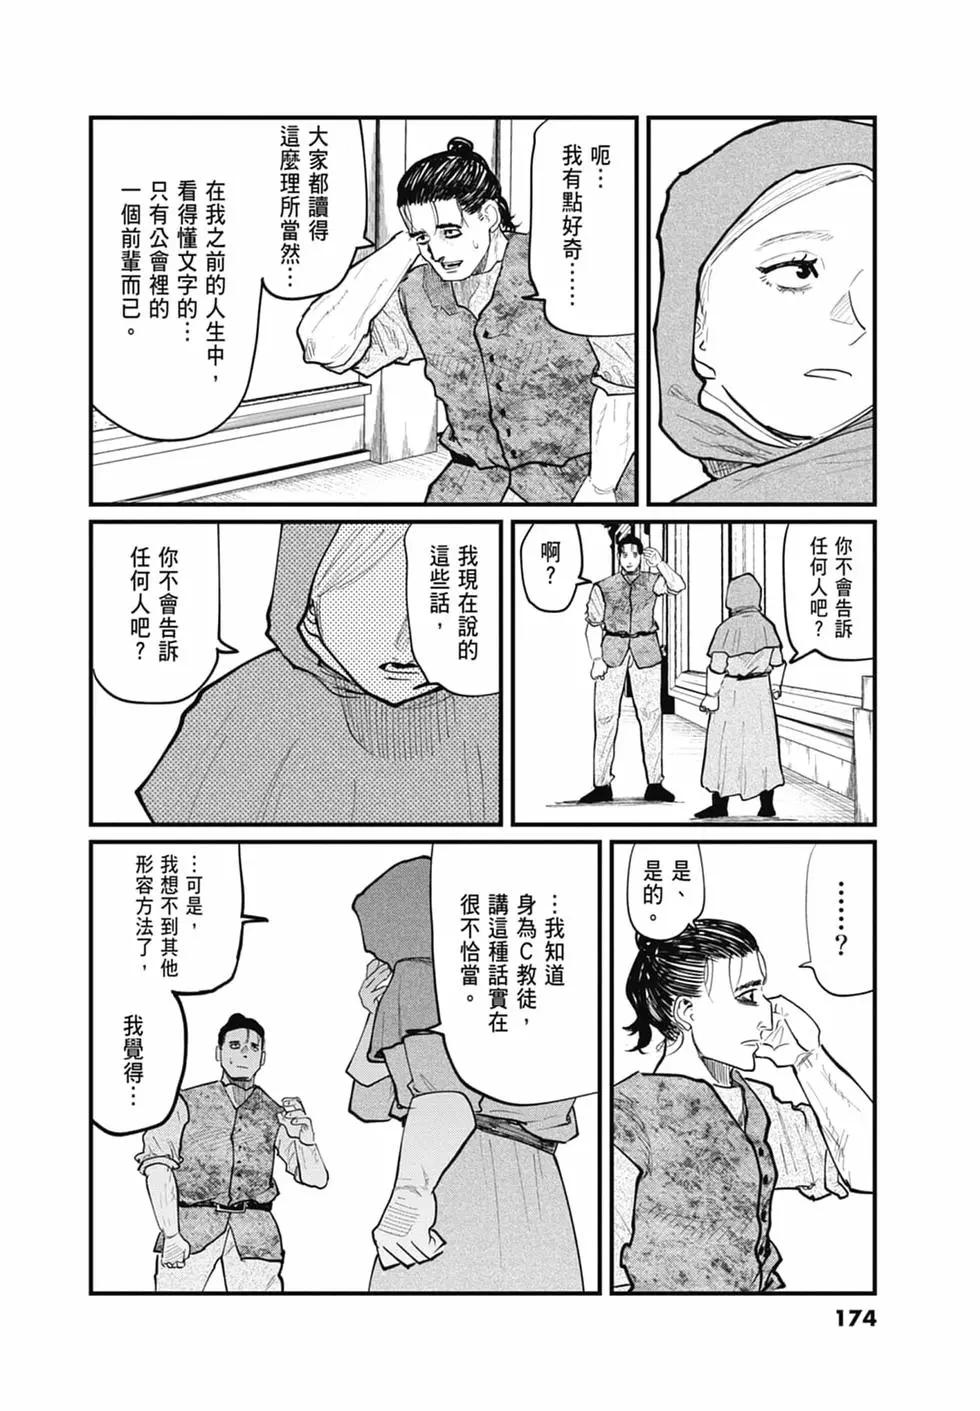 呃…
我有點好奇……
大家都讀得
這麼理所當然…
在我之前的人生中，
看得懂文字的…
只有公會裡的
一個前輩而已。
你不會告訴
任何人吧？
啊？
我現在說的
這些話，
你不會告訴
任何人吧？
……？
是、
是的。
…我知道
身為C教徒，
講這種話實在
很不恰當。
…可是，
我想不到其他
形容方法了，
我覺得…
174